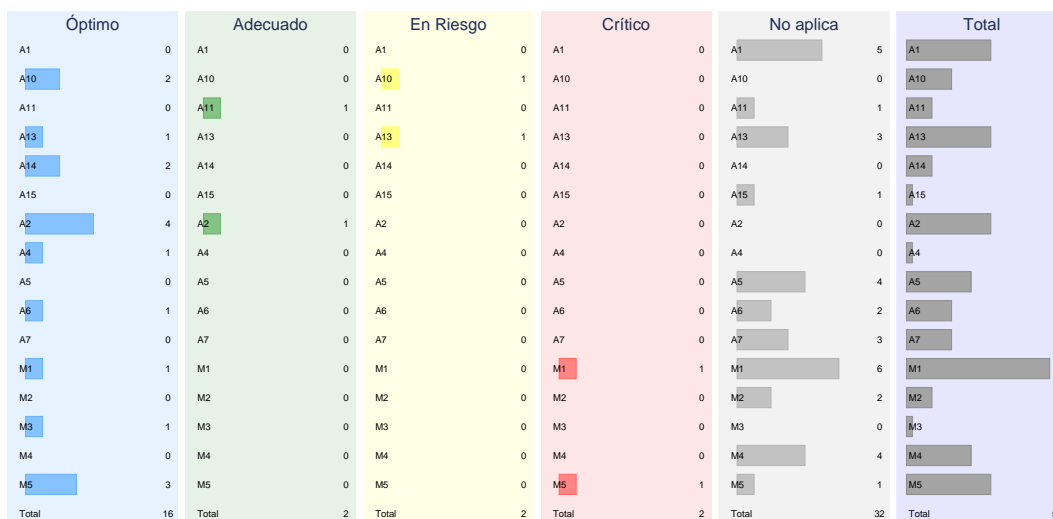 Óptimo Adecuado En Riesgo Crítico No aplica Total
A1 0 A1 0 A1 0 A1 0 A1 5 A1
A10 2 A10 0 A10 1 A10 0 A10 0 A10
A11 0 A11 1 A11 0 A11 0 A11 1 A11
A13 1 A13 0 A13 1 A13 0 A13 3 A13
A14 2 A14 0 A14 0 A14 0 A14 0 A14
A15 0 A15 0 A15 0 A15 0 A15 1 A15
A2 4 A2 1 A2 0 A2 0 A2 0 A2
A4 1 A4 0 A4 0 A4 0 A4 0 A4
A5 0 A5 0 A5 0 A5 0 A5 4 A5
A6 1 A6 0 A6 0 A6 0 A6 2 A6
A7 0 A7 0 A7 0 A7 0 A7 3 A7
M1 1 M1 0 M1 0 M1 1 M1 6 M1
M2 0 M2 0 M2 0 M2 0 M2 2 M2
M3 1 M3 0 M3 0 M3 0 M3 0 M3
M4 0 M4 0 M4 0 M4 0 M4 4 M4
M5 3 M5 0 M5 0 M5 1 M5 1 M5
Total 16 Total 2 Total 2 Total 2 Total 32 Total